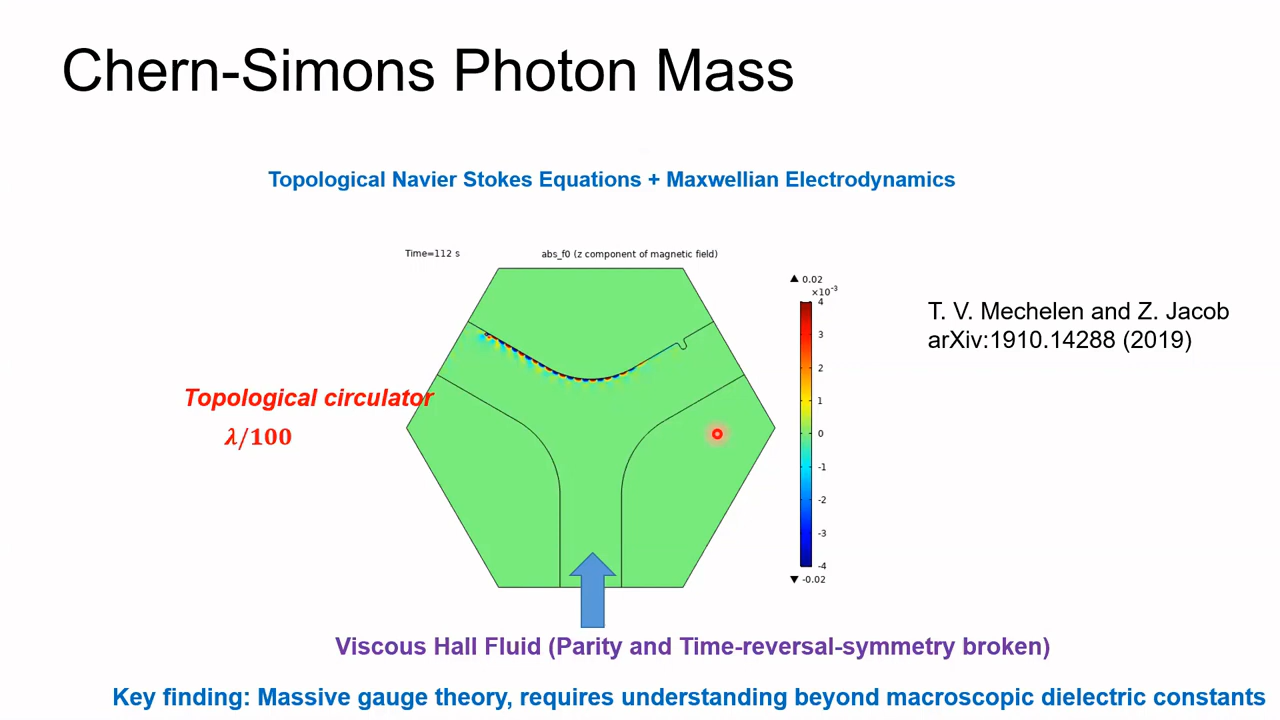 Chern-Simons Photon Mass
Topological Navier Stokes Equations + Maxwellian Electrodynamics
Time=112 s
abs_f0 (z component of magnetic field)
▲ 0.02
×10⁻³
4
3
2
1
0
-1
-2
-3
-4
▼ -0.02
T. V. Mechelen and Z. Jacob
arXiv:1910.14288 (2019)
Topological circulator
λ/100
Viscous Hall Fluid (Parity and Time-reversal-symmetry broken)
Key finding: Massive gauge theory, requires understanding beyond macroscopic dielectric constants